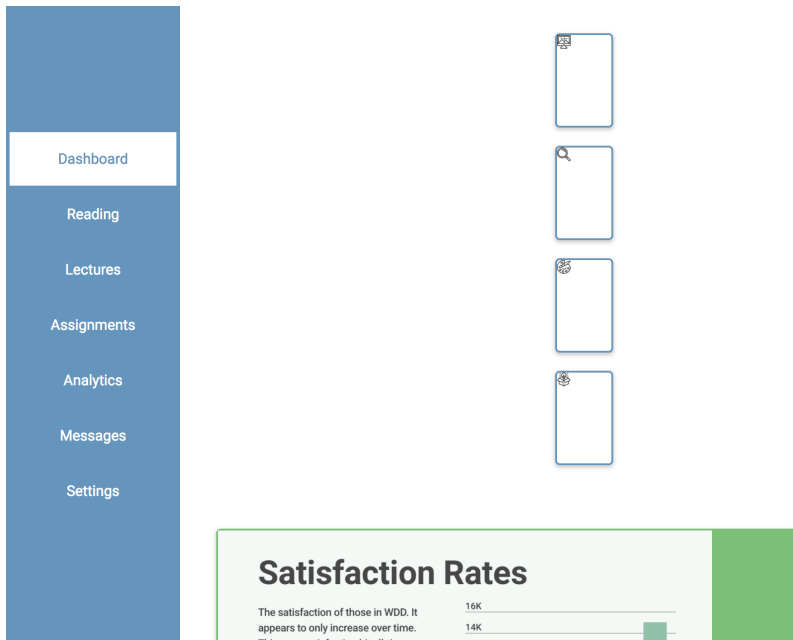 Dashboard
Reading
Lectures
Assignments
Analytics
Messages
Settings
Satisfaction Rates
The satisfaction of those in WDD. It
appears to only increase over time.
16K
14K